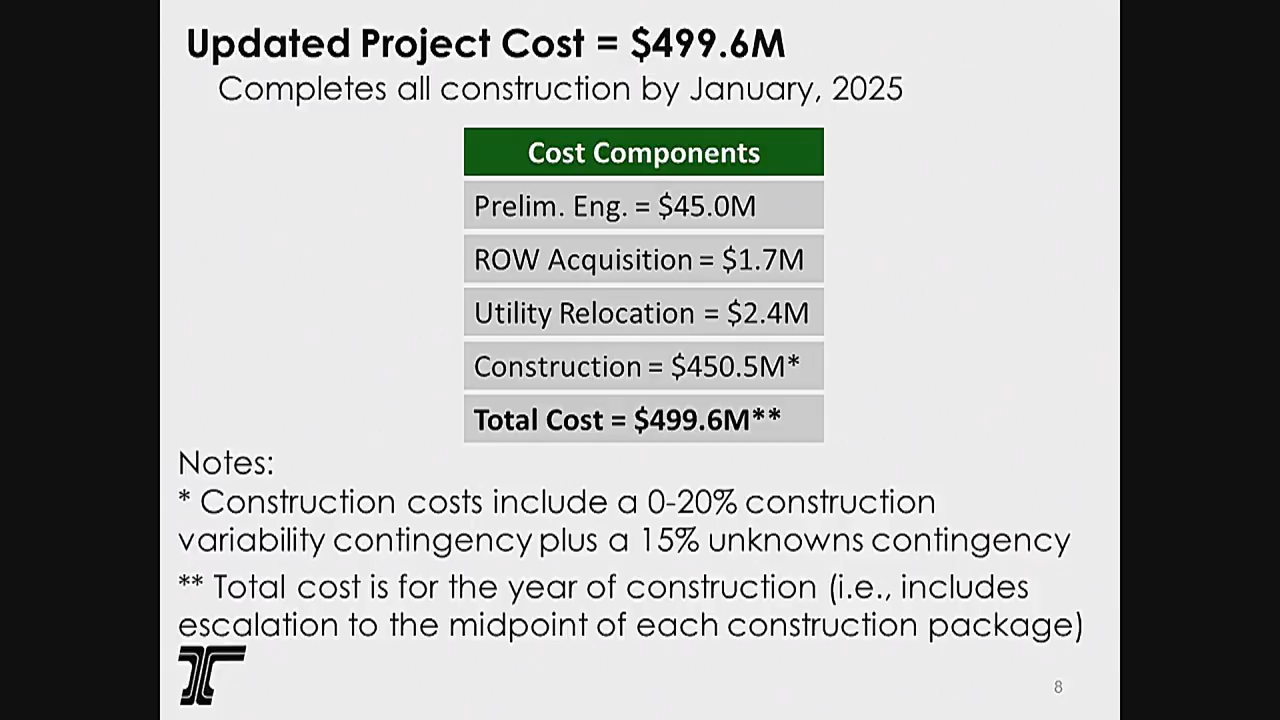 Updated Project Cost = $499.6M
Completes all construction by January, 2025
Cost Components
Prelim. Eng. = $45.0M
ROW Acquisition = $1.7M
Utility Relocation = $2.4M
Construction = $450.5M*
Total Cost = $499.6M**
Notes:
* Construction costs include a 0-20% construction
variability contingency plus a 15% unknowns contingency
** Total cost is for the year of construction (i.e., includes
escalation to the midpoint of each construction package)
8